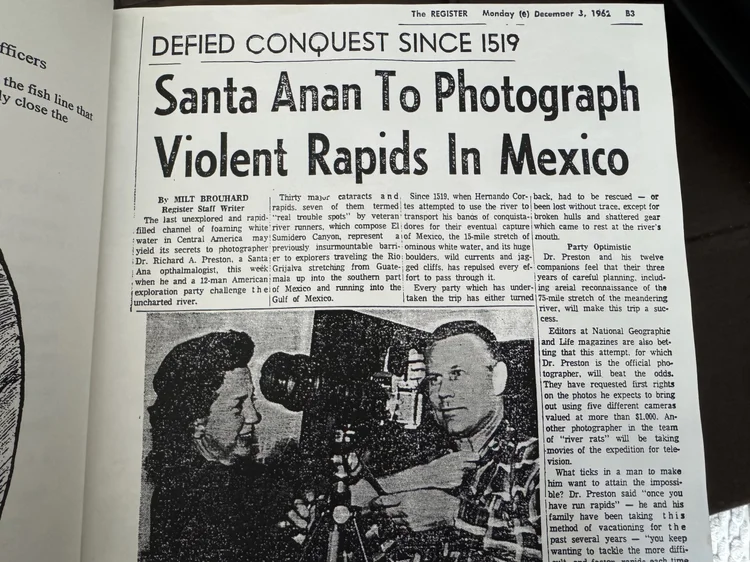 fficers
the fish line that
ly close the
The REGISTER Monday (e) December 3, 1962 B3
DEFIED CONQUEST SINCE 1519
Santa Anan To Photograph
Violent Rapids In Mexico
By MILT BROUHARD
Register Staff Writer
The last unexplored and rapid-
filled channel of foaming white
water in Central America may
yield its secrets to photographer
Dr. Richard A. Preston, a Santa
Ana opthalmologist, this week
when he and a 12-man American
exploration party challenge the
uncharted river.
Thirty major cataracts and
rapids, seven of them termed
"real trouble spots" by veteran
river runners, which compose El
Sumidero Canyon, represent a
previously insurmountable barri-
er to explorers traveling the Rio
Grijalva stretching from Guate-
mala up into the southern part
of Mexico and running into the
Gulf of Mexico.
Since 1519, when Hernando Cor-
tes attempted to use the river to
transport his bands of conquista-
dores for their eventual capture
of Mexico, the 15-mile stretch of
ominous white water, and its huge
boulders, wild currents and jag-
ged cliffs, has repulsed every ef-
fort to pass through it.
Every party which has under-
taken the trip has either turned
back, had to be rescued — or
been lost without trace, except for
broken hulls and shattered gear
which came to rest at the river's
mouth.
Party Optimistic
Dr. Preston and his twelve
companions feel that their three
years of careful planning, includ-
ing areial reconnaissance of the
75-mile stretch of the meandering
river, will make this trip a suc-
cess.
Editors at National Geographic
and Life magazines are also bet-
ting that this attempt, for which
Dr. Preston is the official pho-
tographer, will beat the odds.
They have requested first rights
on the photos he expects to bring
out using five different cameras
valued at more than $1,000. An-
other photographer in the team
of "river rats" will be taking
movies of the expedition for tele-
vision.
What ticks in a man to make
him want to attain the impossi-
ble? Dr. Preston said "once you
have run rapids" — he and his
family have been taking this
method of vacationing for the
past several years — "you keep
wanting to tackle the more diffi-
cult and faster rapids each time